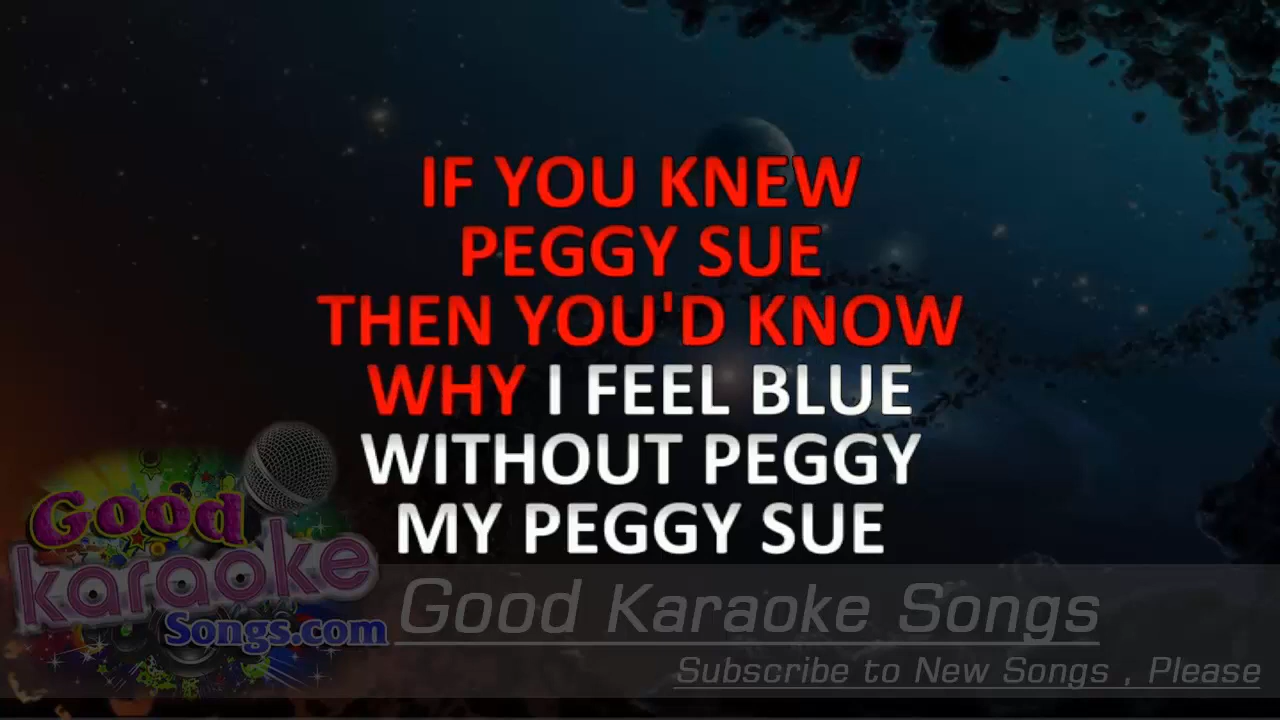 IF YOU KNEW
PEGGY SUE
THEN YOU'D KNOW
WHY I FEEL BLUE
WITHOUT PEGGY
MY PEGGY SUE
Good
karaoke
Songs.com
Good Karaoke Songs
Subscribe to New Songs , Please